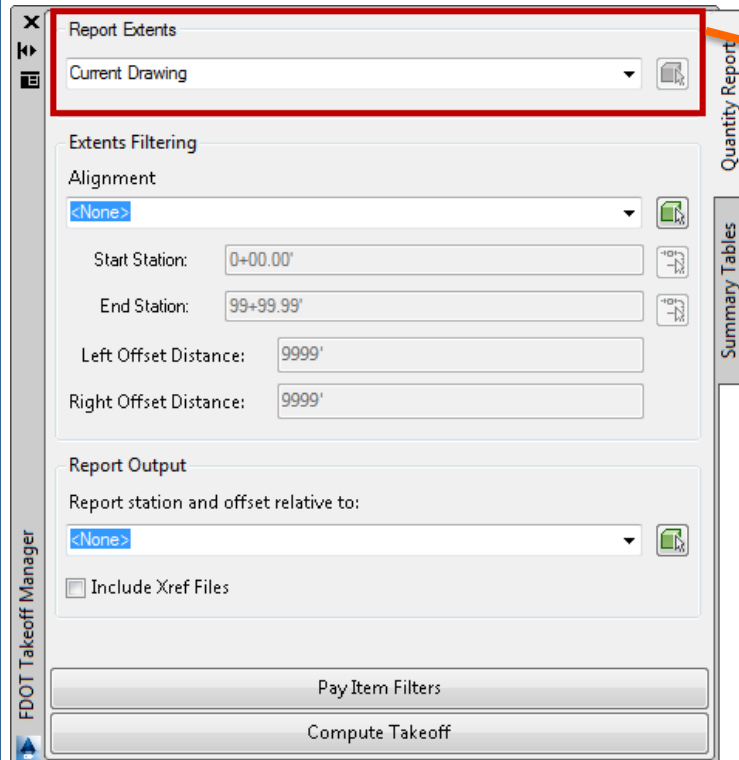 Report Extents
Current Drawing
Extents Filtering
Alignment
<None>
Start Station:
0+00.00'
End Station:
99+99.99'
Left Offset Distance:
9999'
Right Offset Distance:
9999'
Report Output
Report station and offset relative to:
<None>
Include Xref Files
Pay Item Filters
Compute Takeoff
FDOT Takeoff Manager
Quantity Report
Summary Tables